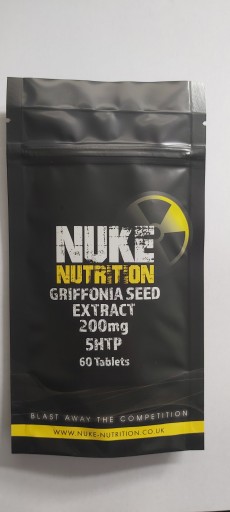 NUKE
NUTRITION
GRIFFONIA SEED
EXTRACT
200mg
5HTP
60 Tablets
BLAST AWAY THE COMPETITION
WWW.NUKE-NUTRITION.CO.UK